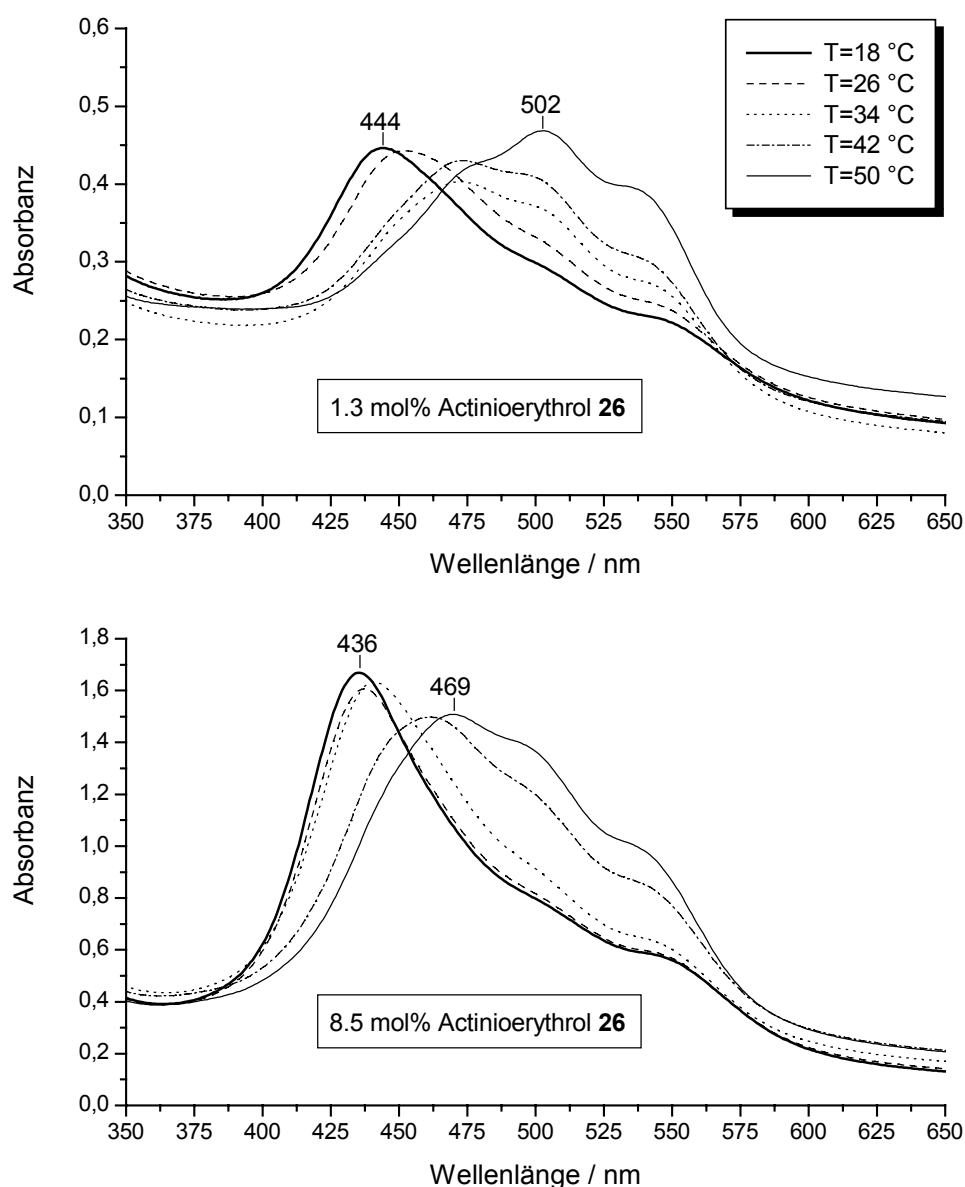 0,6
0,5
0,4
0,3
0,2
0,1
0,0
Absorbanz
444
502
T=18 °C
T=26 °C
T=34 °C
T=42 °C
T=50 °C
1.3 mol% Actinioerythrol 26
350 375 400 425 450 475 500 525 550 575 600 625 650
Wellenlänge / nm
1,8
1,6
1,4
1,2
1,0
0,8
0,6
0,4
0,2
0,0
Absorbanz
436
469
8.5 mol% Actinioerythrol 26
350 375 400 425 450 475 500 525 550 575 600 625 650
Wellenlänge / nm